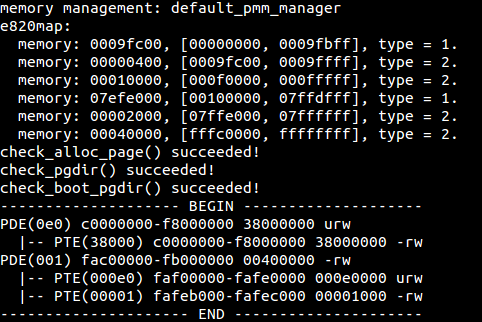 memory management: default_pmm_manager
e820map:
  memory: 0009fc00, [00000000, 0009fbff], type = 1.
  memory: 00000400, [0009fc00, 0009ffff], type = 2.
  memory: 00010000, [000f0000, 000fffff], type = 2.
  memory: 07efe000, [00100000, 07ffdfff], type = 1.
  memory: 00002000, [07ffe000, 07ffffff], type = 2.
  memory: 00040000, [fffc0000, ffffffff], type = 2.
check_alloc_page() succeeded!
check_pgdir() succeeded!
check_boot_pgdir() succeeded!
-------------------- BEGIN --------------------
PDE(0e0) c0000000-f8000000 38000000 urw
  |-- PTE(38000) c0000000-f8000000 38000000 -rw
PDE(001) fac00000-fb000000 00400000 -rw
  |-- PTE(000e0) faf00000-fafe0000 000e0000 urw
  |-- PTE(00001) fafeb000-fafec000 00001000 -rw
--------------------- END ---------------------